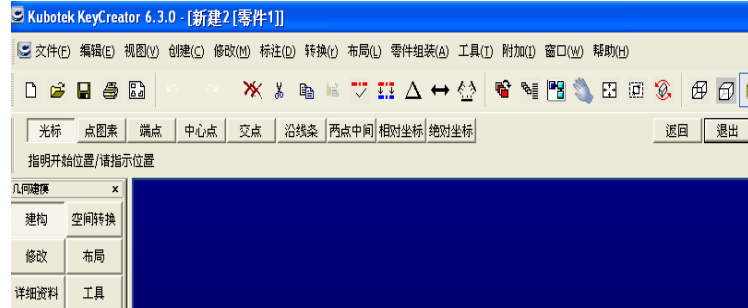 Kubotek KeyCreator 6.3.0 - [新建2 [零件1]]
文件(F) 编辑(E) 视图(V) 创建(C) 修改(M) 标注(D) 转换(r) 布局(L) 零件组装(A) 工具(T) 附加(I) 窗口(W) 帮助(H)
光标 点图素 端点 中心点 交点 沿线条 两点中间 相对坐标 绝对坐标 返回 退出
指明开始位置/请指示位置
几何建模 x
建构 空间转换
修改 布局
详细资料 工具